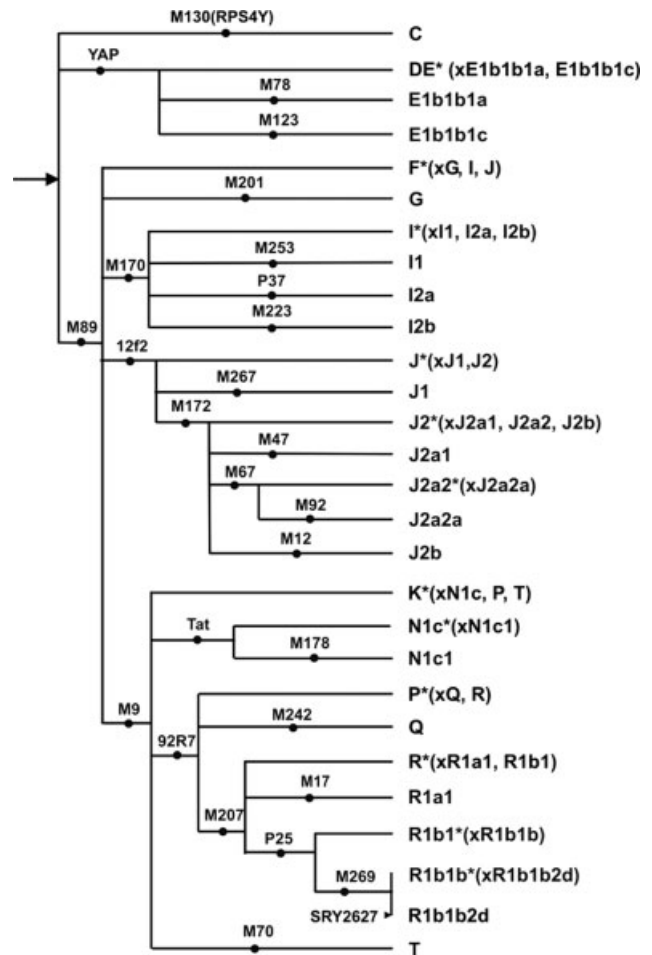 M130(RPS4Y)
C
YAP
DE* (xE1b1b1a, E1b1b1c)
M78
E1b1b1a
M123
E1b1b1c
F*(xG, I, J)
M201
G
I*(xI1, I2a, I2b)
M170
M253
I1
P37
I2a
M223
I2b
M89
12f2
J*(xJ1,J2)
M267
J1
M172
J2*(xJ2a1, J2a2, J2b)
M47
J2a1
M67
J2a2*(xJ2a2a)
M92
J2a2a
M12
J2b
K*(xN1c, P, T)
Tat
N1c*(xN1c1)
M178
N1c1
M9
P*(xQ, R)
92R7
M242
Q
R*(xR1a1, R1b1)
M17
R1a1
M207
P25
R1b1*(xR1b1b)
M269
R1b1b*(xR1b1b2d)
SRY2627
R1b1b2d
M70
T